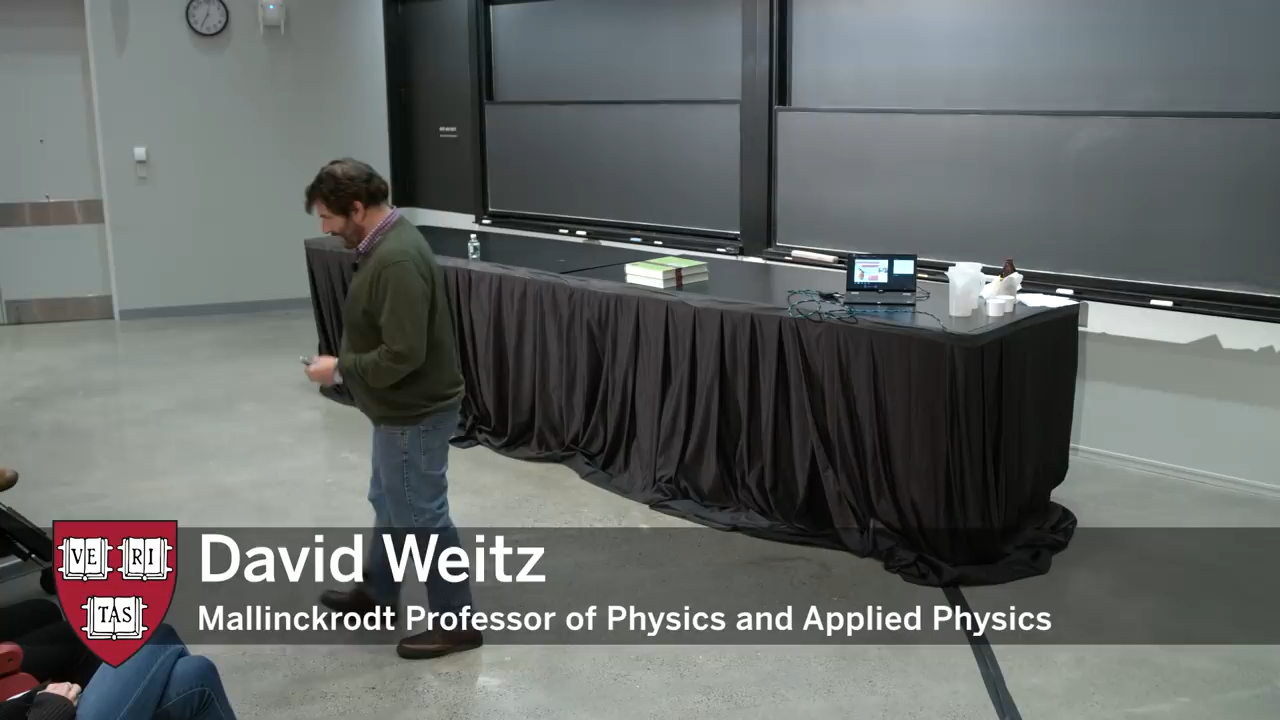 VE RI
TAS
David Weitz
Mallinckrodt Professor of Physics and Applied Physics